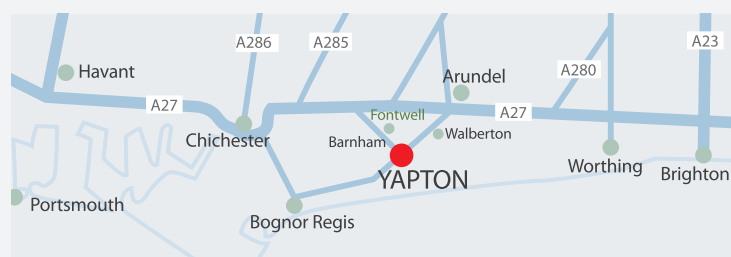 A286
A285
A23
Havant
A280
Arundel
A27
A27
Fontwell
Chichester
Barnham
Walberton
Worthing
Brighton
YAPTON
Portsmouth
Bognor Regis